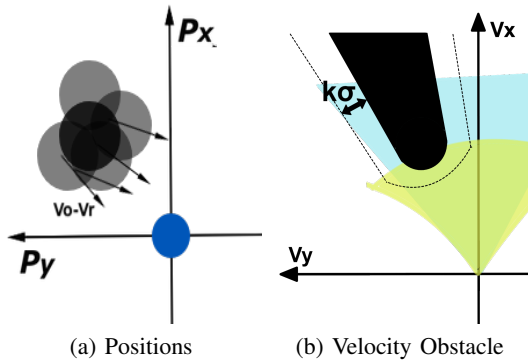 Px
Vo-Vr
Py
(a) Positions
Vx
kσ
Vy
(b) Velocity Obstacle